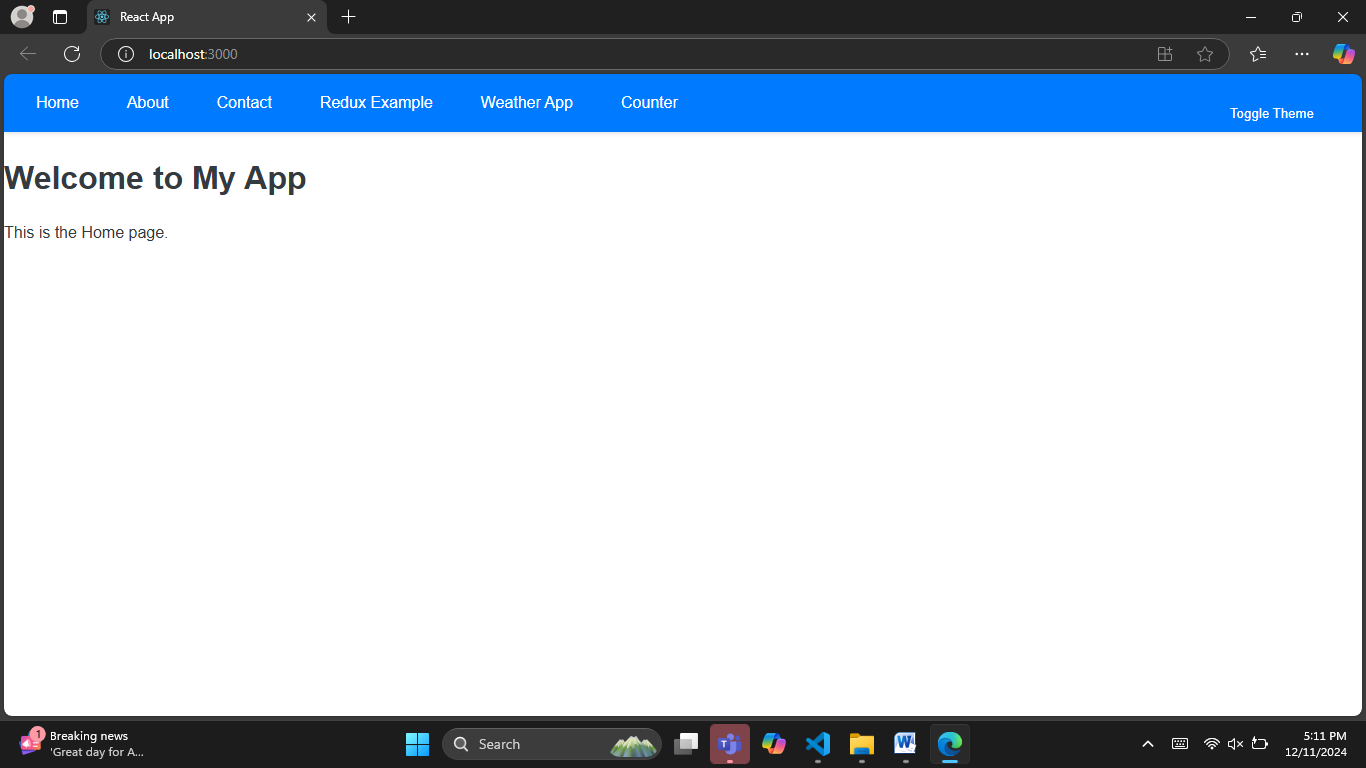 React App
localhost:3000
Home About Contact Redux Example Weather App Counter
Toggle Theme
Welcome to My App
This is the Home page.
1
Breaking news
'Great day for A...
Search
5:11 PM
12/11/2024